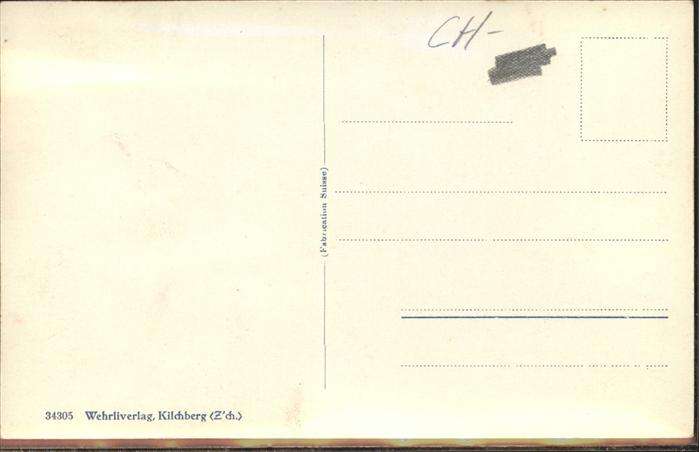 CH-
(Fabrication Suisse)
34305 Wehrliverlag, Kilchberg (Z'ch.)